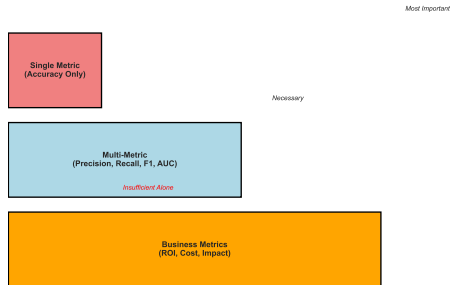 Most Important
Single Metric
(Accuracy Only)
Necessary
Multi-Metric
(Precision, Recall, F1, AUC)
Insufficient Alone
Business Metrics
(ROI, Cost, Impact)